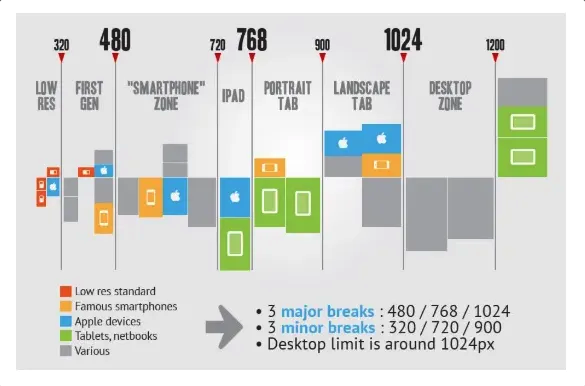 320
480
720
768
900
1024
1200
LOW
RES
FIRST
GEN
"SMARTPHONE"
ZONE
IPAD
PORTRAIT
TAB
LANDSCAPE
TAB
DESKTOP
ZONE
Low res standard
Famous smartphones
Apple devices
Tablets, netbooks
Various
• 3 major breaks : 480 / 768 / 1024
• 3 minor breaks : 320 / 720 / 900
• Desktop limit is around 1024px